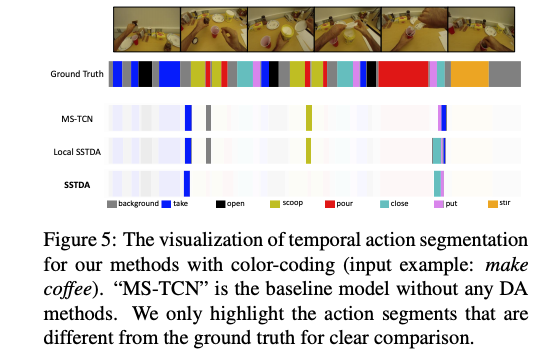 Ground Truth
MS-TCN
Local SSTDA
SSTDA
background take open scoop pour close put stir
Figure 5: The visualization of temporal action segmentation
for our methods with color-coding (input example: make
coffee). “MS-TCN” is the baseline model without any DA
methods. We only highlight the action segments that are
different from the ground truth for clear comparison.